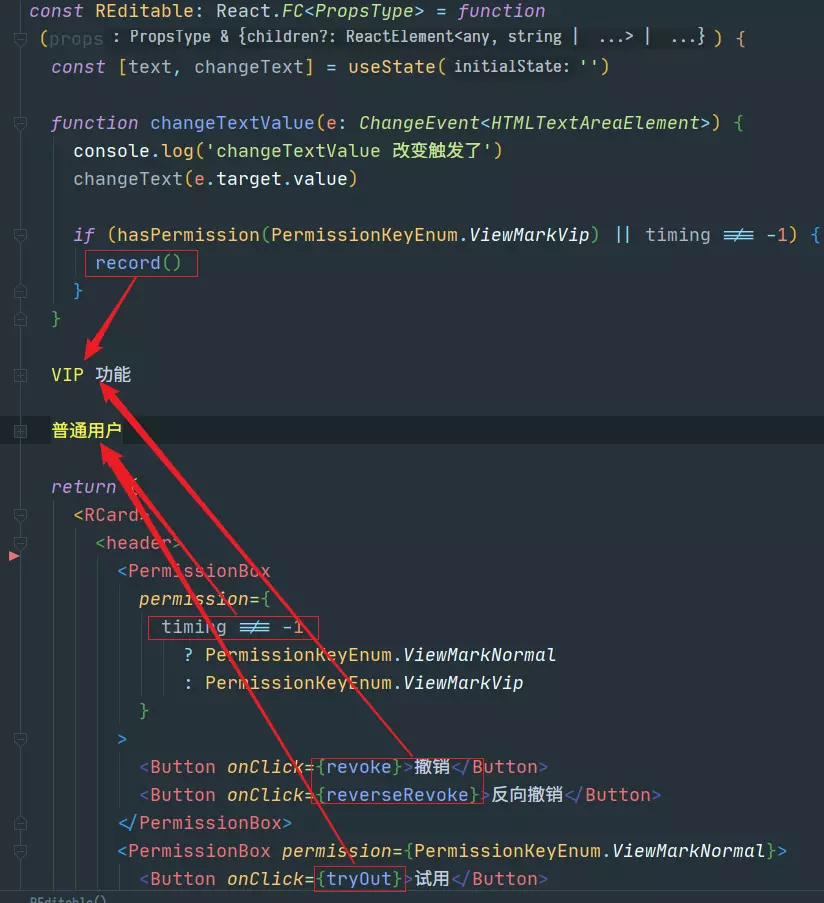 const REditable: React.FC<PropsType> = function
(props : PropsType & {children?: ReactElement<any, string | ...> | ...} ) {
const [text, changeText] = useState( initialState: '')
function changeTextValue(e: ChangeEvent<HTMLTextAreaElement>) {
console.log('changeTextValue 改变触发了')
changeText(e.target.value)
if (hasPermission(PermissionKeyEnum.ViewMarkVip) || timing !== -1) {
record()
}
}
VIP 功能
普通用户
return (
<RCard>
<header>
<PermissionBox
permission={
timing !== -1
? PermissionKeyEnum.ViewMarkNormal
: PermissionKeyEnum.ViewMarkVip
}
>
<Button onClick={revoke}>撤销</Button>
<Button onClick={reverseRevoke}>反向撤销</Button>
</PermissionBox>
<PermissionBox permission={PermissionKeyEnum.ViewMarkNormal}>
<Button onClick={tryOut}>试用</Button>
REditable()